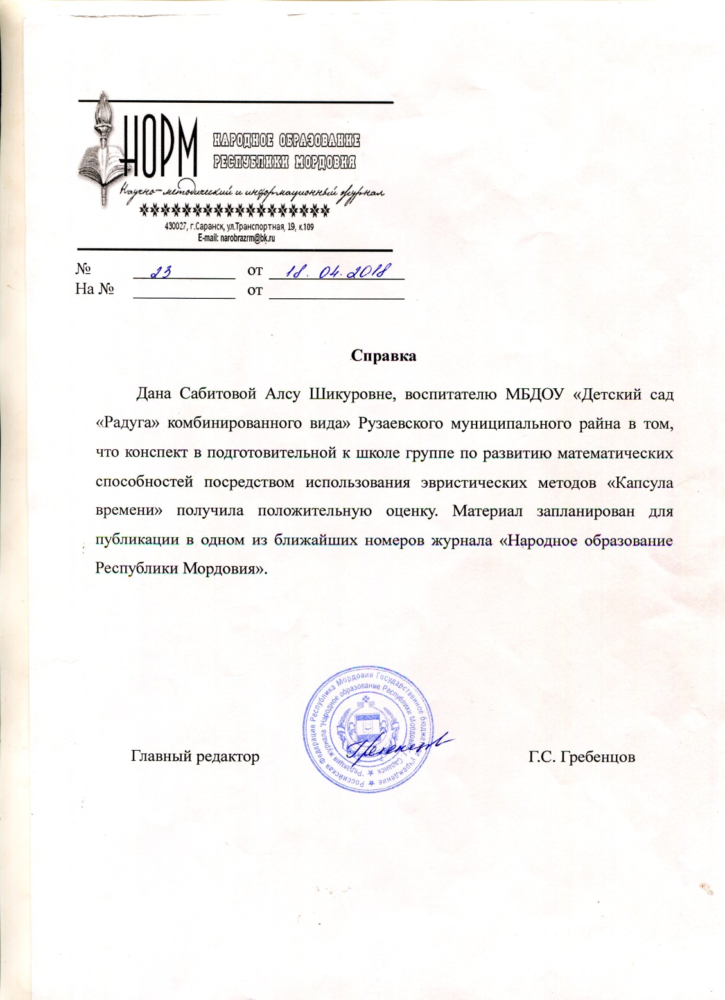 НОРМ
НАРОДНОЕ ОБРАЗОВАНИЕ
РЕСПУБЛИКИ МОРДОВИЯ
Научно-методический и информационный журнал
430027, г.Саранск, ул.Транспортная, 19, к.109
E-mail: narobrazrm@bk.ru
№ 23 от 18.04.2018
На № от
Справка
Дана Сабитовой Алсу Шикуровне, воспитателю МБДОУ «Детский сад
«Радуга» комбинированного вида» Рузаевского муниципального райна в том,
что конспект в подготовительной к школе группе по развитию математических
способностей посредством использования эвристических методов «Капсула
времени» получила положительную оценку. Материал запланирован для
публикации в одном из ближайших номеров журнала «Народное образование
Республики Мордовия».
Российская Федерация Республика Мордовия Государственное бюджетное учреждение
"Редакция журнала "Народное образование Республики Мордовия" г. Саранск
Главный редактор Г.С. Гребенцов